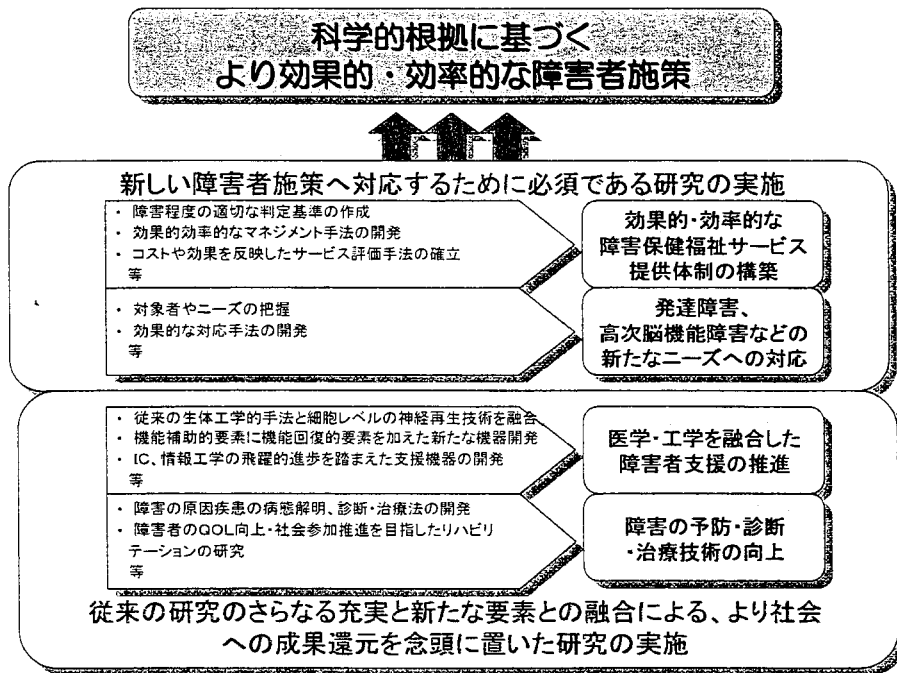 科学的根拠に基づく
より効果的・効率的な障害者施策
新しい障害者施策へ対応するために必須である研究の実施
・ 障害程度の適切な判定基準の作成
・ 効果的効率的なマネジメント手法の開発
・ コストや効果を反映したサービス評価手法の確立
等
効果的・効率的な
障害保健福祉サービス
提供体制の構築
・ 対象者やニーズの把握
・ 効果的な対応手法の開発
等
発達障害、
高次脳機能障害などの
新たなニーズへの対応
・ 従来の生体工学的手法と細胞レベルの神経再生技術を融合
・ 機能補助的要素に機能回復的要素を加えた新たな機器開発
・ IC、情報工学の飛躍的進歩を踏まえた支援機器の開発
等
医学・工学を融合した
障害者支援の推進
・ 障害の原因疾患の病態解明、診断・治療法の開発
・ 障害者のQOL向上・社会参加推進を目指したリハビリ
テーションの研究
等
障害の予防・診断
・治療技術の向上
従来の研究のさらなる充実と新たな要素との融合による、より社会
への成果還元を念頭に置いた研究の実施